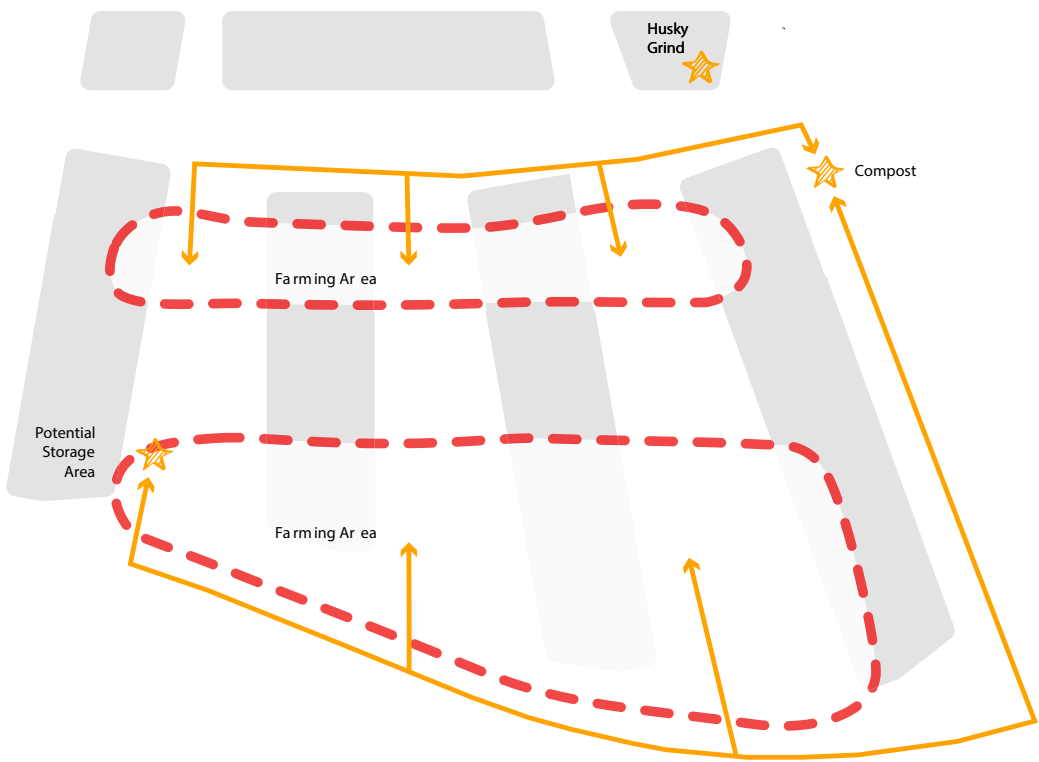 Husky
Grind
Compost
Farming Area
Potential
Storage
Area
Farming Area